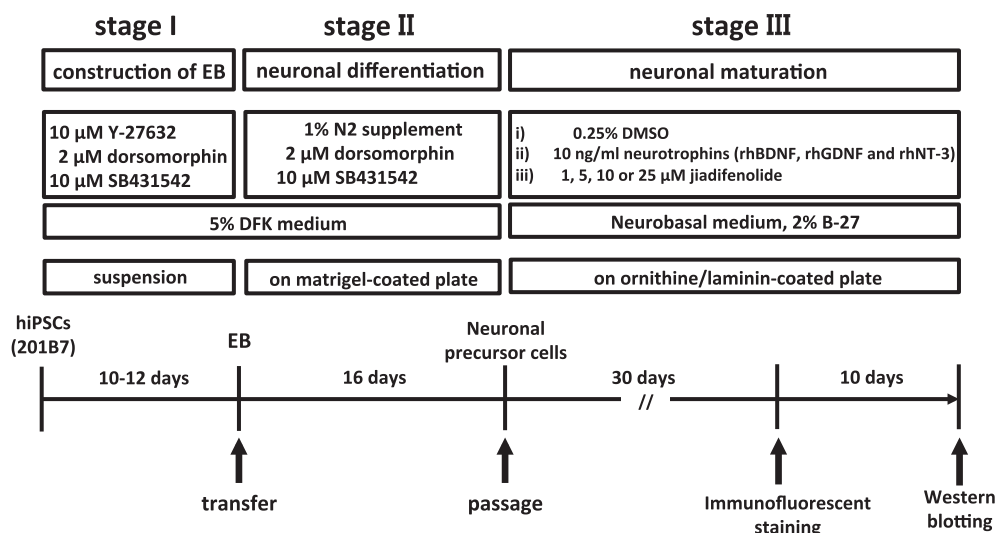 stage I
stage II
stage III
construction of EB
neuronal differentiation
neuronal maturation
10 μM Y-27632
2 μM dorsomorphin
10 μM SB431542
1% N2 supplement
2 μM dorsomorphin
10 μM SB431542
i) 0.25% DMSO
ii) 10 ng/ml neurotrophins (rhBDNF, rhGDNF and rhNT-3)
iii) 1, 5, 10 or 25 μM jiadifenolide
5% DFK medium
Neurobasal medium, 2% B-27
suspension
on matrigel-coated plate
on ornithine/laminin-coated plate
hiPSCs
(201B7)
EB
Neuronal
precursor cells
10-12 days
16 days
30 days
10 days
//
transfer
passage
Immunofluorescent
staining
Western
blotting